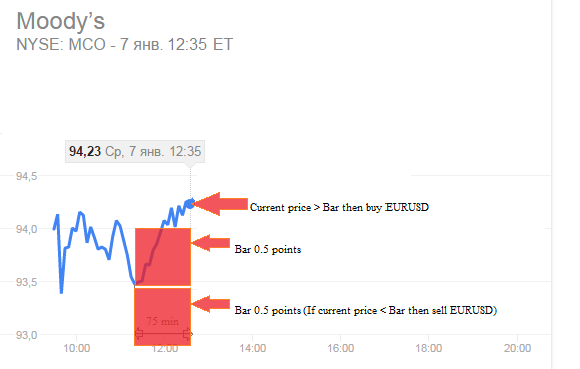 Moody's
NYSE: MCO - 7 янв. 12:35 ET
94,23 Ср, 7 янв. 12:35
94,5
Current price > Bar then buy EURUSD
94,0
Bar 0.5 points
93,5
Bar 0.5 points (If current price < Bar then sell EURUSD)
75 min
93,0
10:00 12:00 14:00 16:00 18:00 20:00